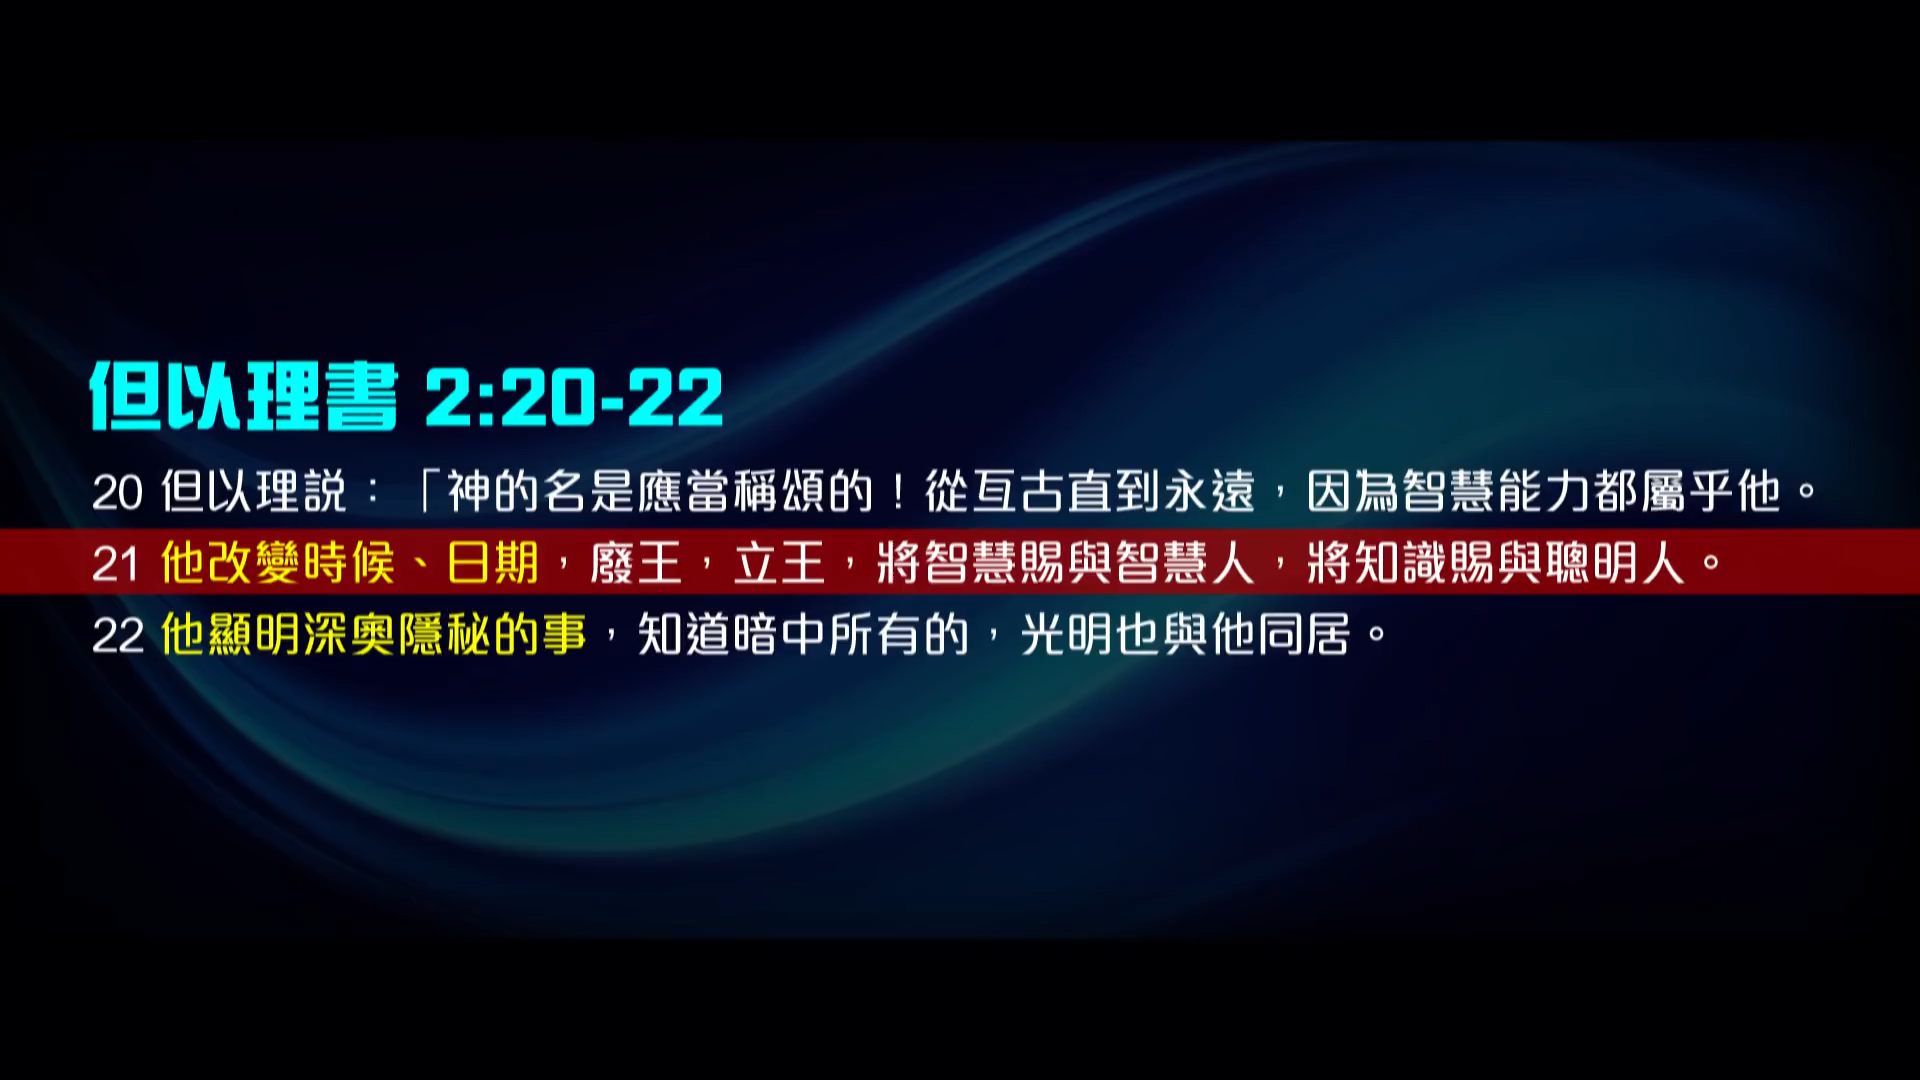 但以理書 2:20-22
20 但以理説：「神的名是應當稱頌的！從亙古直到永遠，因為智慧能力都屬乎他。
21 他改變時候、日期，廢王，立王，將智慧賜與智慧人，將知識賜與聰明人。
22 他顯明深奧隱秘的事，知道暗中所有的，光明也與他同居。